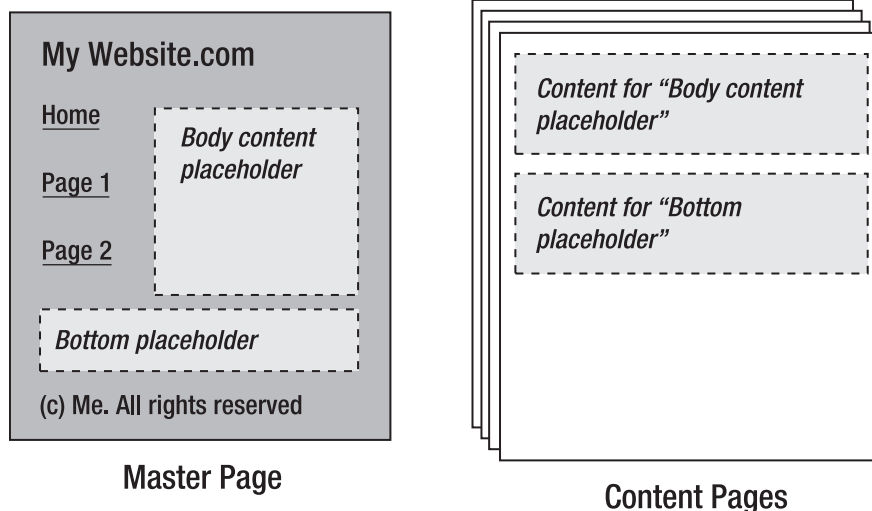 My Website.com
Home
Page 1
Page 2
Body content
placeholder
Bottom placeholder
(c) Me. All rights reserved
Master Page
Content for “Body content
placeholder”
Content for “Bottom
placeholder”
Content Pages